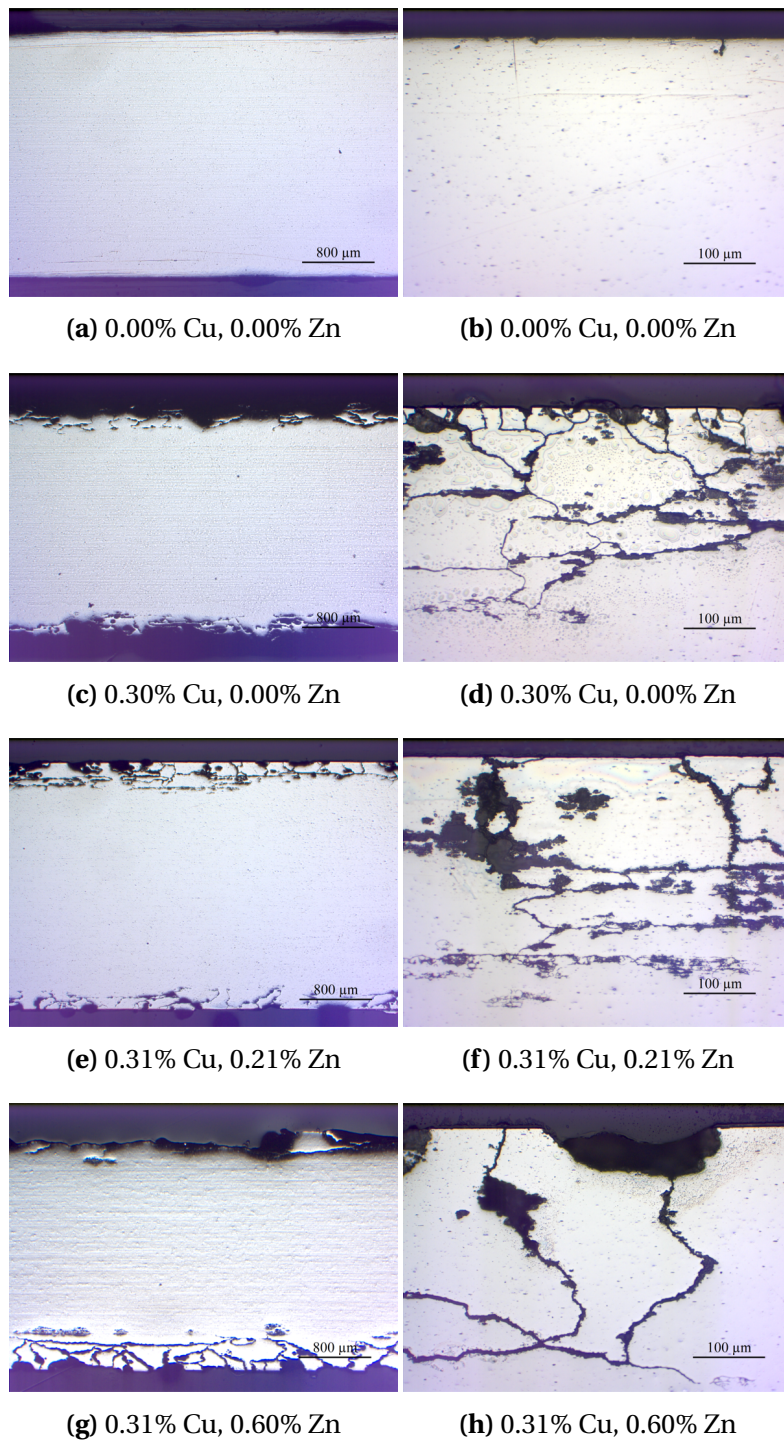 800 µm
100 µm
(a) 0.00% Cu, 0.00% Zn
(b) 0.00% Cu, 0.00% Zn
800 µm
100 µm
(c) 0.30% Cu, 0.00% Zn
(d) 0.30% Cu, 0.00% Zn
800 µm
100 µm
(e) 0.31% Cu, 0.21% Zn
(f) 0.31% Cu, 0.21% Zn
800 µm
100 µm
(g) 0.31% Cu, 0.60% Zn
(h) 0.31% Cu, 0.60% Zn